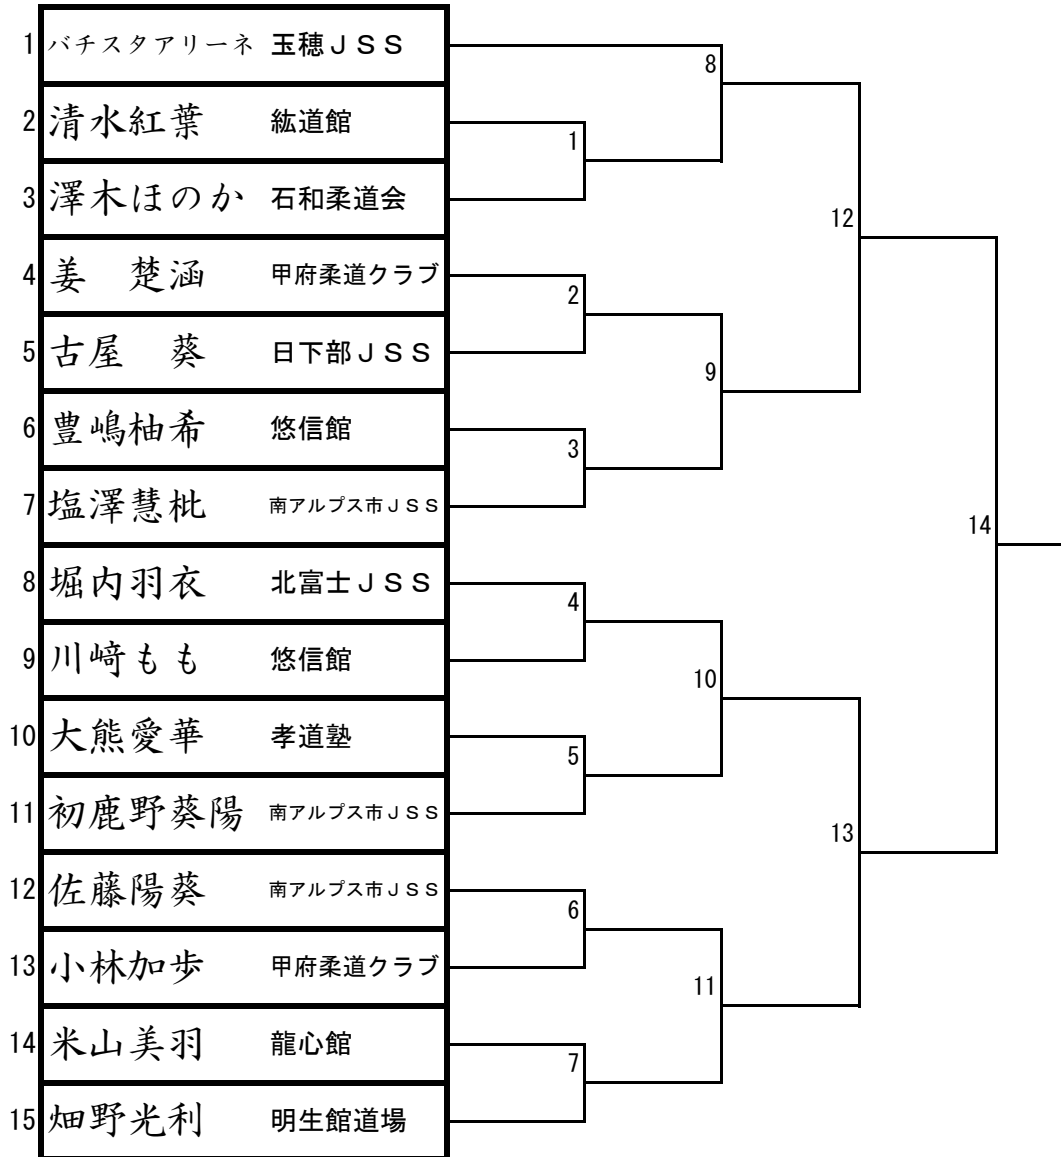 1 バチスタアリーネ 玉穂ＪＳＳ
2 清水紅葉 紘道館
3 澤木ほのか 石和柔道会
4 姜　楚涵 甲府柔道クラブ
5 古屋　葵 日下部ＪＳＳ
6 豊嶋柚希 悠信館
7 塩澤慧枇 南アルプス市ＪＳＳ
8 堀内羽衣 北富士ＪＳＳ
9 川﨑もも 悠信館
10 大熊愛華 孝道塾
11 初鹿野葵陽 南アルプス市ＪＳＳ
12 佐藤陽葵 南アルプス市ＪＳＳ
13 小林加歩 甲府柔道クラブ
14 米山美羽 龍心館
15 畑野光利 明生館道場
1
2
3
4
5
6
7
8
9
10
11
12
13
14